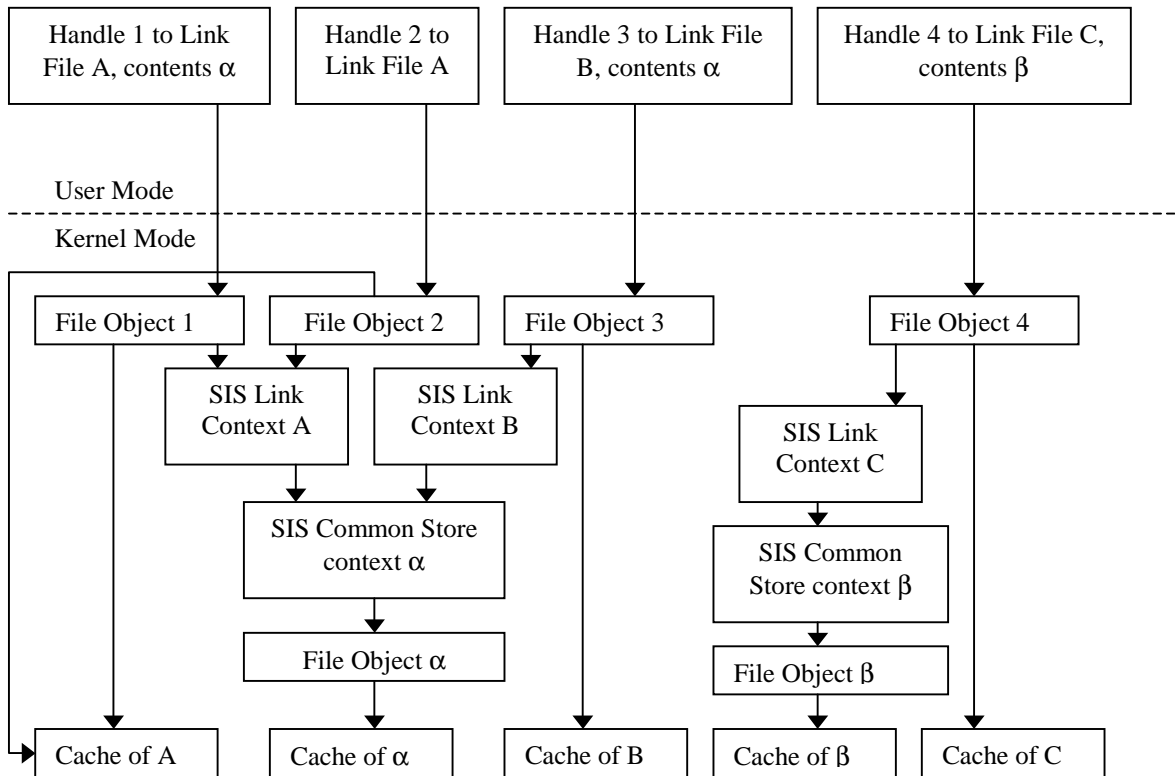 Handle 1 to Link
File A, contents α
Handle 2 to
Link File A
Handle 3 to Link File
B, contents α
Handle 4 to Link File C,
contents β
User Mode
Kernel Mode
File Object 1
File Object 2
File Object 3
File Object 4
SIS Link
Context A
SIS Link
Context B
SIS Link
Context C
SIS Common Store
context α
SIS Common
Store context β
File Object α
File Object β
Cache of A
Cache of α
Cache of B
Cache of β
Cache of C